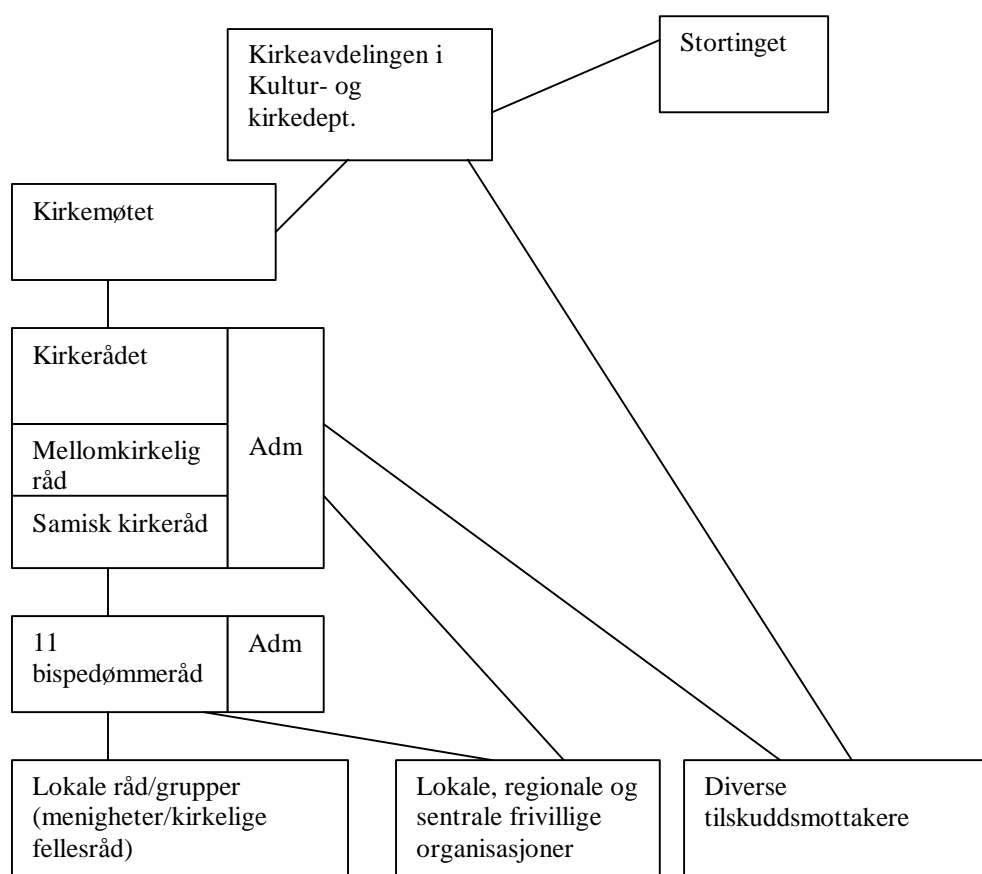 Kirkeavdelingen i
Kultur- og
kirkedept.
Stortinget
Kirkemøtet
Kirkerådet
Mellomkirkelig
råd
Samisk kirkeråd
Adm
11
bispedømmeråd
Adm
Lokale råd/grupper
(menigheter/kirkelige
fellesråd)
Lokale, regionale og
sentrale frivillige
organisasjoner
Diverse
tilskuddsmottakere